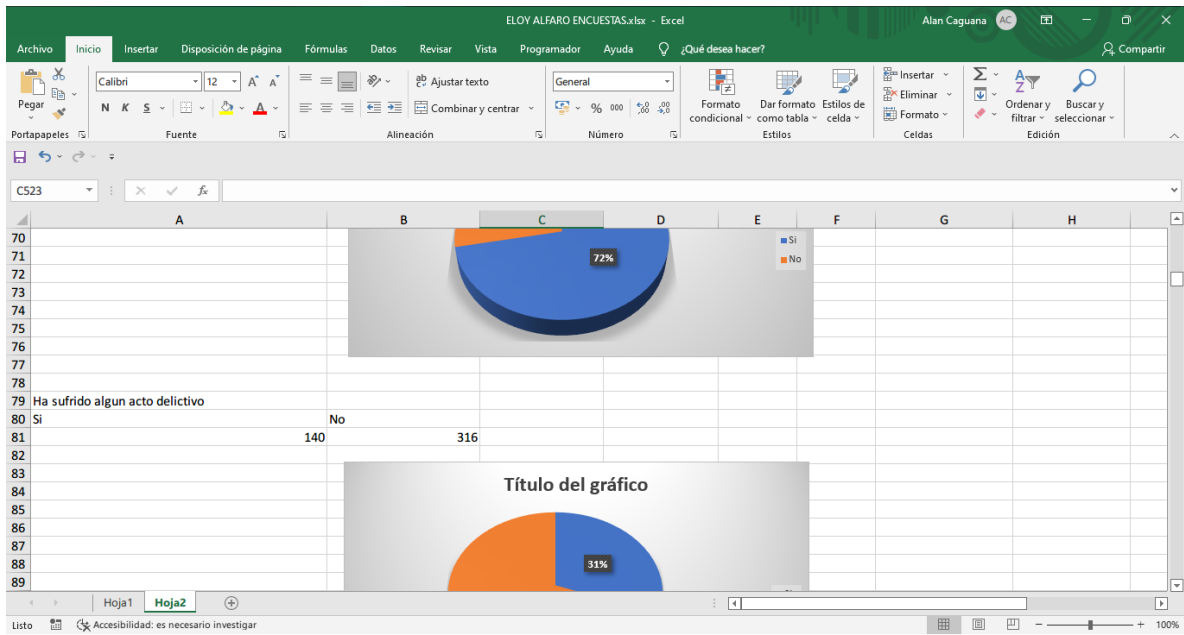 ELOY ALFARO ENCUESTAS.xlsx - Excel
Alan Caguana AC
Archivo Inicio Insertar Disposición de página Fórmulas Datos Revisar Vista Programador Ayuda ¿Qué desea hacer? Compartir
Pegar
Calibri 12 A A
N K S A
ab Ajustar texto
Combinar y centrar
General
% 000
Formato condicional
Dar formato como tabla
Estilos de celda
Insertar
Eliminar
Formato
Ordenar y filtrar
Buscar y seleccionar
Portapapeles Fuente Alineación Número Estilos Celdas Edición
C523 fx
A B C D E F G H
70
Si
71 72% No
72
73
74
75
76
77
78
79 Ha sufrido algun acto delictivo
80 Si No
81 140 316
82
83
84 Título del gráfico
85
86
87
88 31%
89
Hoja1 Hoja2
Listo Accesibilidad: es necesario investigar 100%